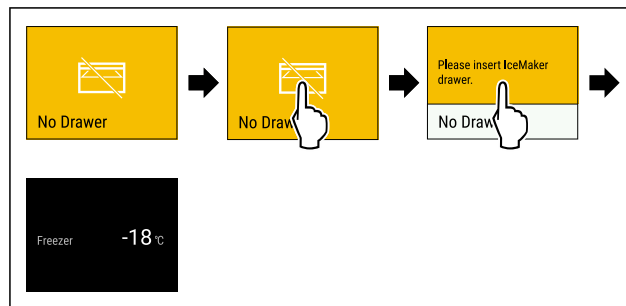 No Drawer
No Draw
Please insert IceMaker
drawer.
No Draw
Freezer -18 °C